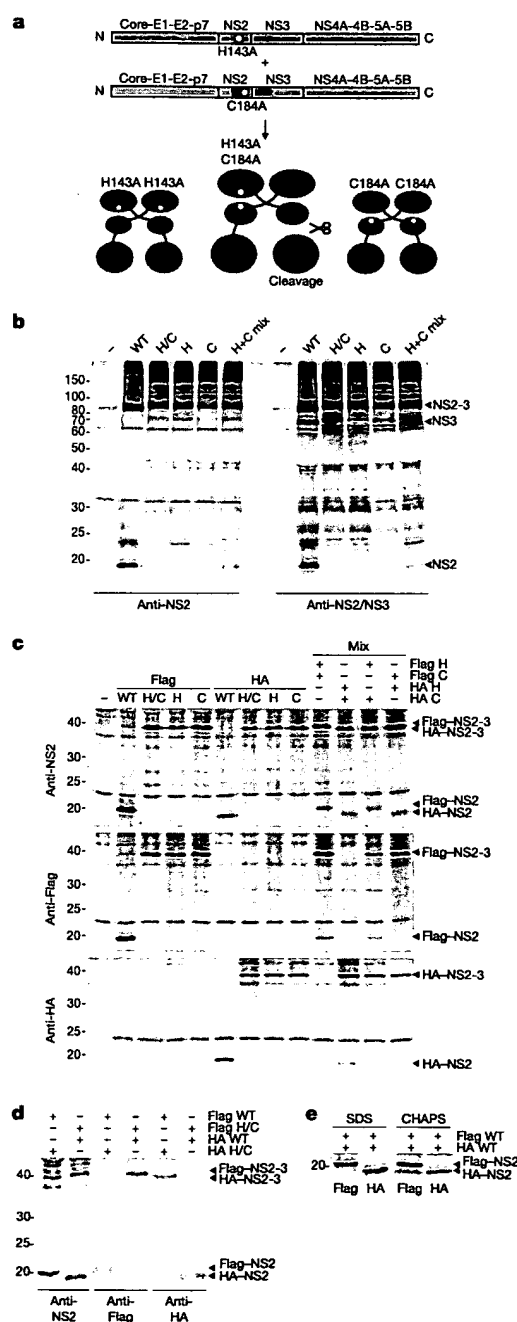 a
Core-E1-E2-p7 NS2 NS3 NS4A-4B-5A-5B
N C
H143A
+
Core-E1-E2-p7 NS2 NS3 NS4A-4B-5A-5B
N C
C184A
H143A
C184A
H143A H143A
C184A C184A
Cleavage
b
- WT H/C H C H+C mix - WT H/C H C H+C mix
150-
100-
80-
70-
60-
50-
40-
30-
20-
NS2-3
NS3
NS2
Anti-NS2 Anti-NS2/NS3
c
Mix
Flag HA
+ - + - Flag H
+ - - + Flag C
- + - + HA H
- + + - HA C
- WT H/C H C WT H/C H C
Anti-NS2
40-
30-
25-
20-
Flag–NS2-3
HA–NS2-3
Flag–NS2
HA–NS2
Anti-Flag
40-
30-
25-
20-
Flag–NS2-3
Flag–NS2
Anti-HA
40-
30-
25-
20-
HA–NS2-3
HA–NS2
d
+ - + - + - Flag WT
- + - + - + Flag H/C
- + - + - + HA WT
+ - + - + - HA H/C
40-
30-
25-
20-
Flag–NS2-3
HA–NS2-3
Flag–NS2
HA–NS2
Anti-NS2
Anti-Flag
Anti-HA
e
SDS CHAPS
+ + + + Flag WT
+ + + + HA WT
20-
Flag–NS2
HA–NS2
Flag HA Flag HA